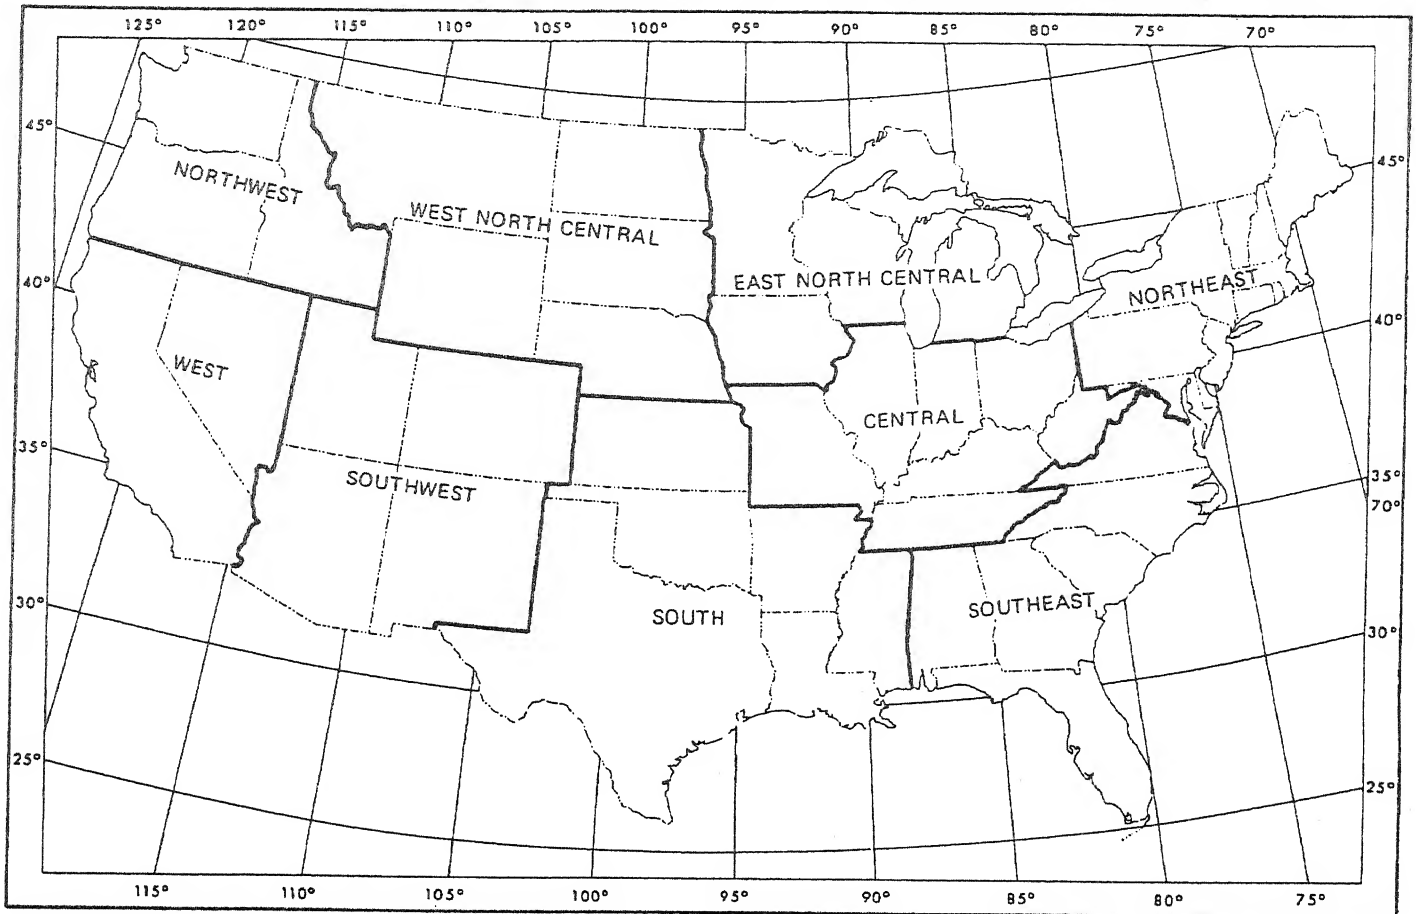 125° 120° 115° 110° 105° 100° 95° 90° 85° 80° 75° 70°
45°
45°
NORTHWEST
WEST NORTH CENTRAL
EAST NORTH CENTRAL
NORTHEAST
40°
40°
WEST
CENTRAL
35°
35°
70°
SOUTHWEST
SOUTHEAST
SOUTH
30°
30°
25°
25°
115° 110° 105° 100° 95° 90° 85° 80° 75°